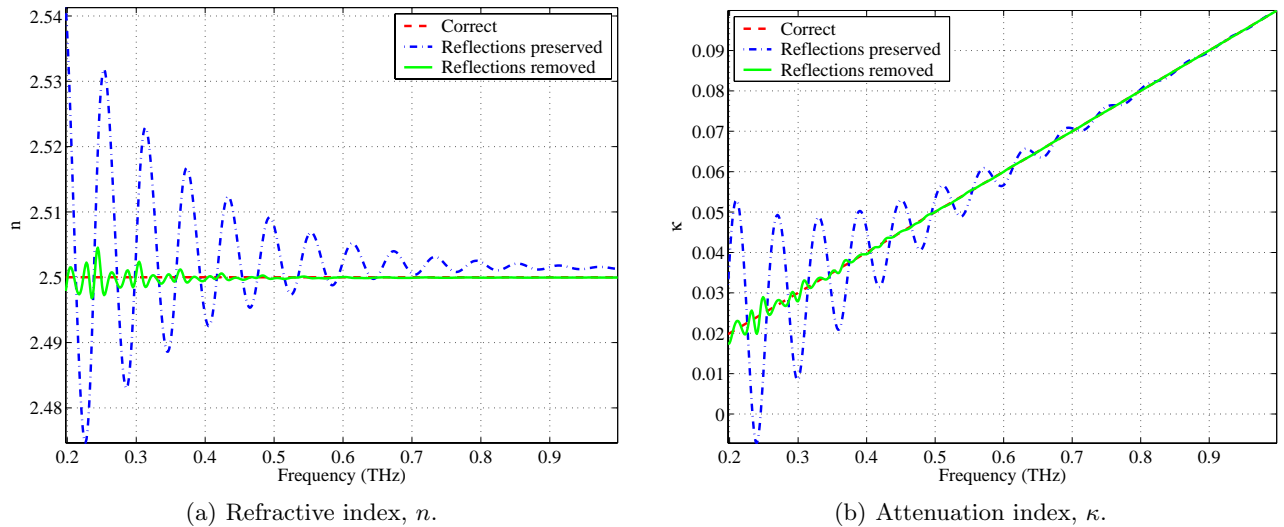 2.54
2.53
2.52
2.51
2.5
2.49
2.48
n
Correct
Reflections preserved
Reflections removed
0.2 0.3 0.4 0.5 0.6 0.7 0.8 0.9
Frequency (THz)
(a) Refractive index, n.
0.09
0.08
0.07
0.06
0.05
0.04
0.03
0.02
0.01
0
κ
Correct
Reflections preserved
Reflections removed
0.2 0.3 0.4 0.5 0.6 0.7 0.8 0.9
Frequency (THz)
(b) Attenuation index, κ.